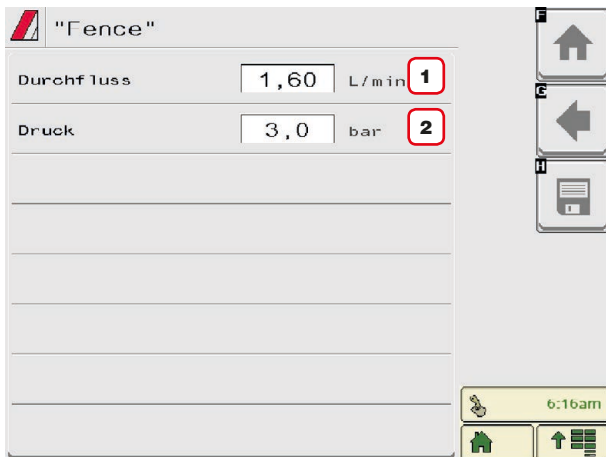 "Fence"
Durchfluss 1,60 L/min 1
Druck 3,0 bar 2
F
G
H
6:16am